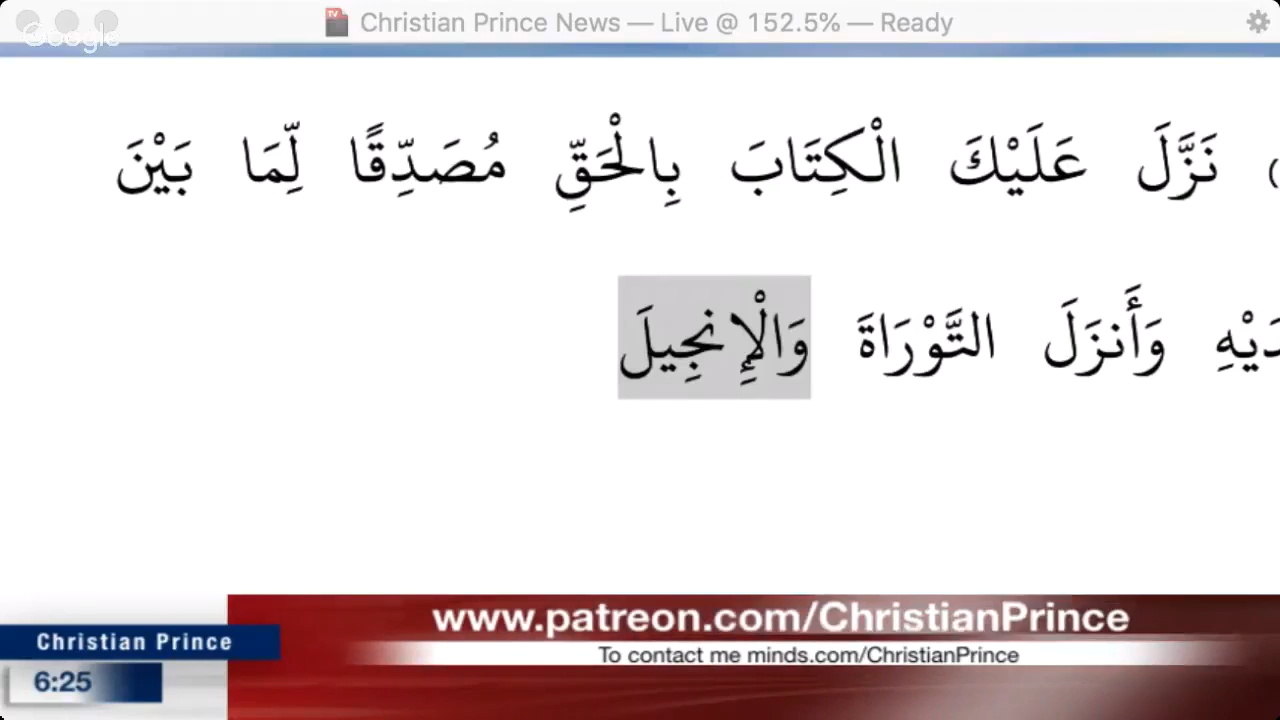 Christian Prince News — Live @ 152.5% — Ready
Google
نَزَّلَ عَلَيْكَ الْكِتَابَ بِالْحَقِّ مُصَدِّقًا لِّمَا بَيْنَ
يَدَيْهِ وَأَنزَلَ التَّوْرَاةَ وَالْإِنجِيلَ
www.patreon.com/ChristianPrince
Christian Prince
To contact me minds.com/ChristianPrince
6:25